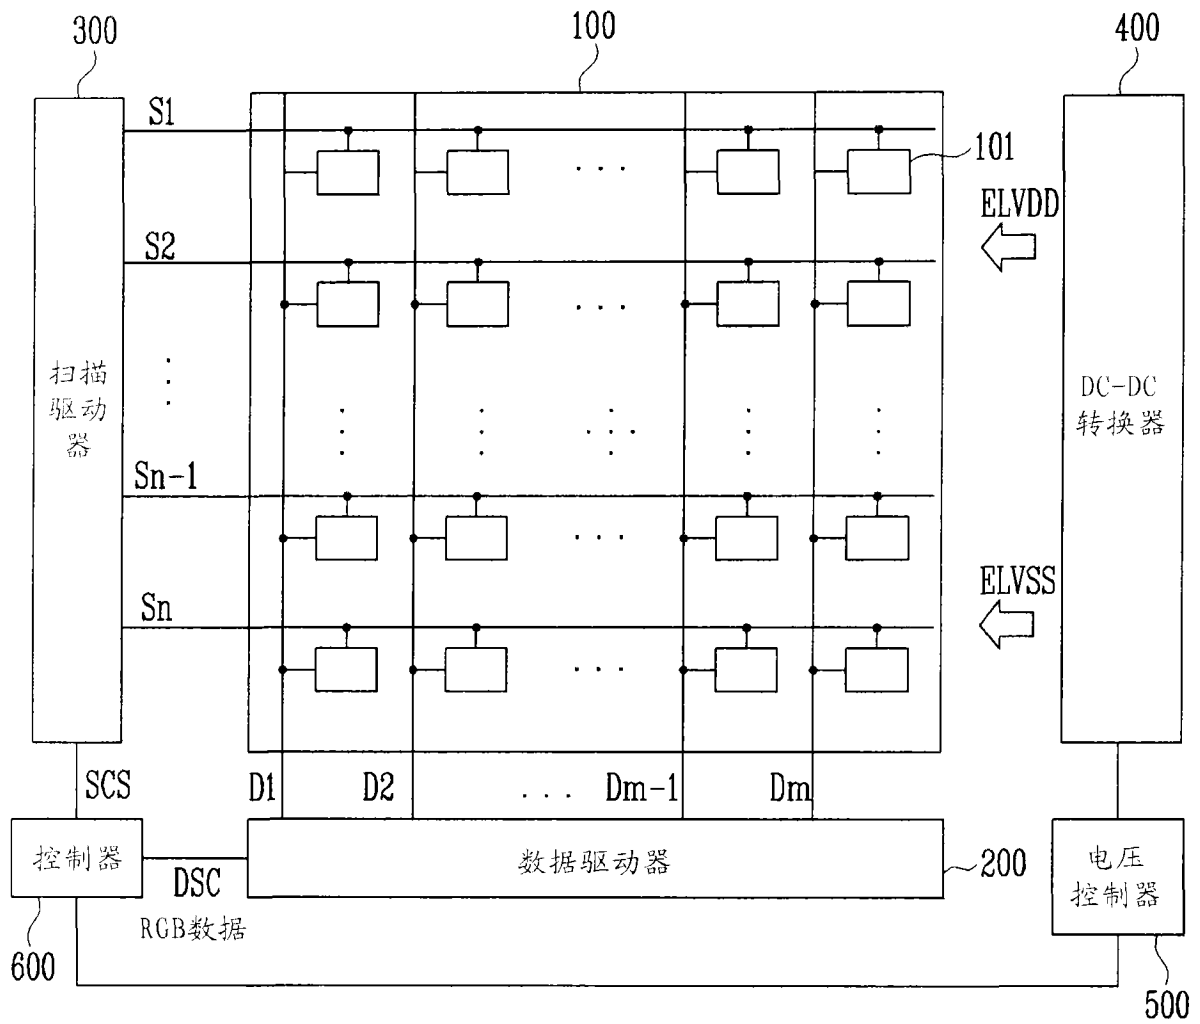 300
100
400
S1
101
ELVDD
S2
扫描
驱动
器
DC-DC
转换器
Sn-1
ELVSS
Sn
SCS
D1
D2
...
Dm-1
Dm
控制器
DSC
RGB数据
数据驱动器
200
电压
控制器
600
500